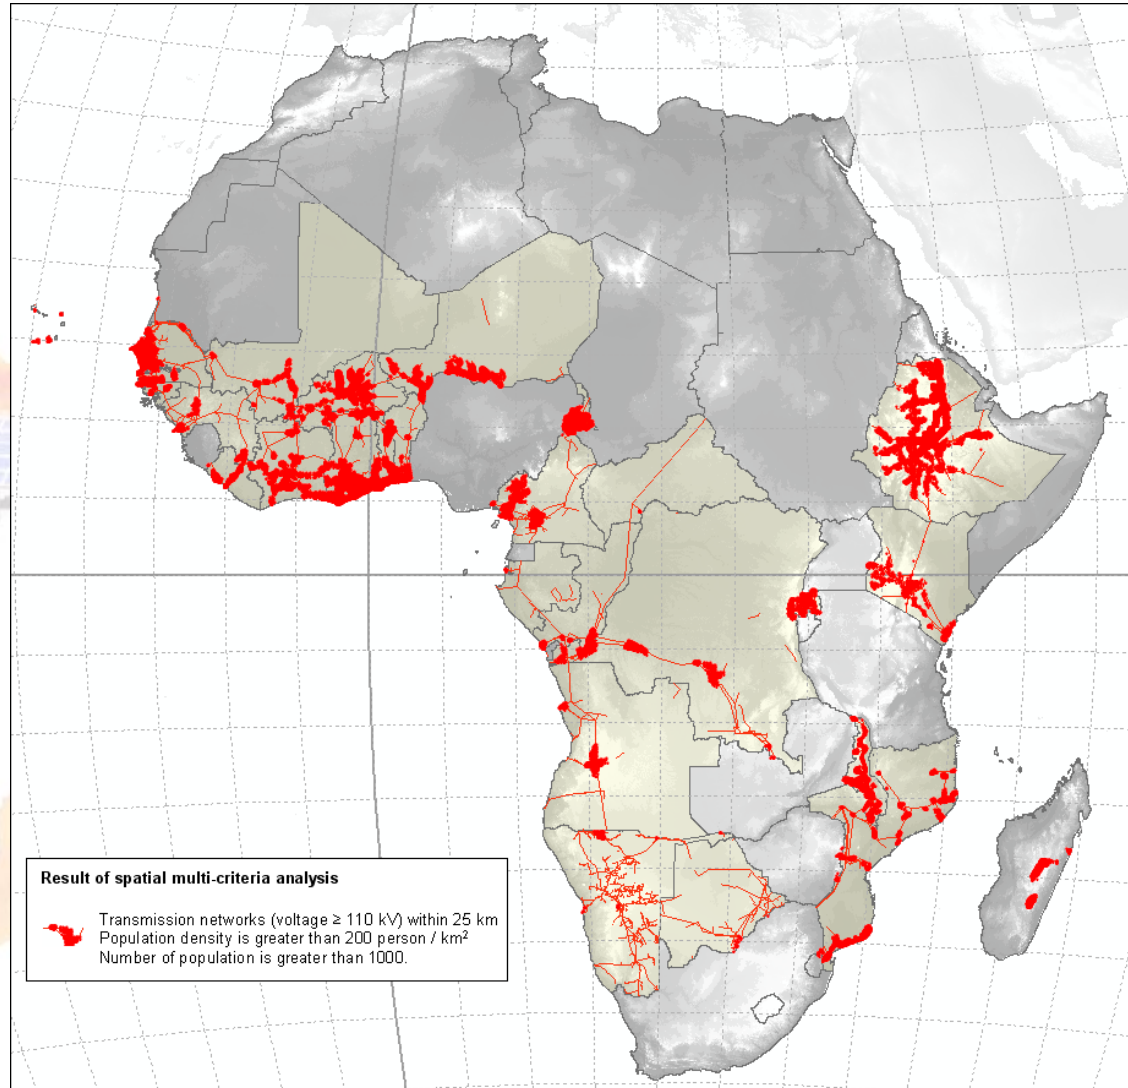 Result of spatial multi-criteria analysis
Transmission networks (voltage ≥ 110 kV) within 25 km
Population density is greater than 200 person / km²
Number of population is greater than 1000.